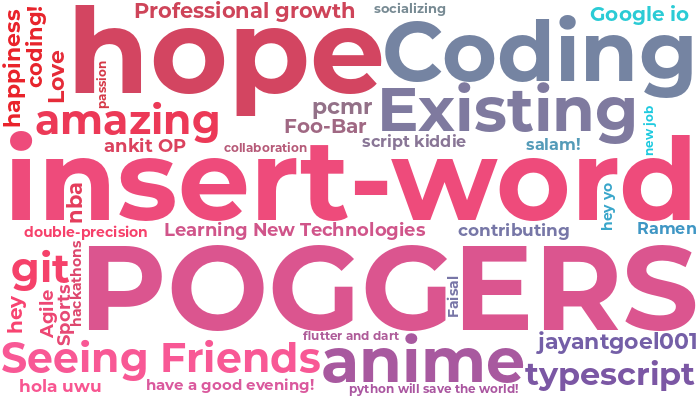 Professional growth
socializing
Google io
happiness
coding!
Love
passion
hope
Coding
amazing
pcmr
Existing
Foo-Bar
ankit OP
collaboration
script kiddie
salam!
new job
insert-word
nba
hey yo
double-precision
Learning New Technologies
contributing
Ramen
git
hackathons
POGGERS
Faisal
hey
Agile
Sports
flutter and dart
jayantgoel001
Seeing Friends
anime
typescript
hola uwu
have a good evening!
python will save the world!